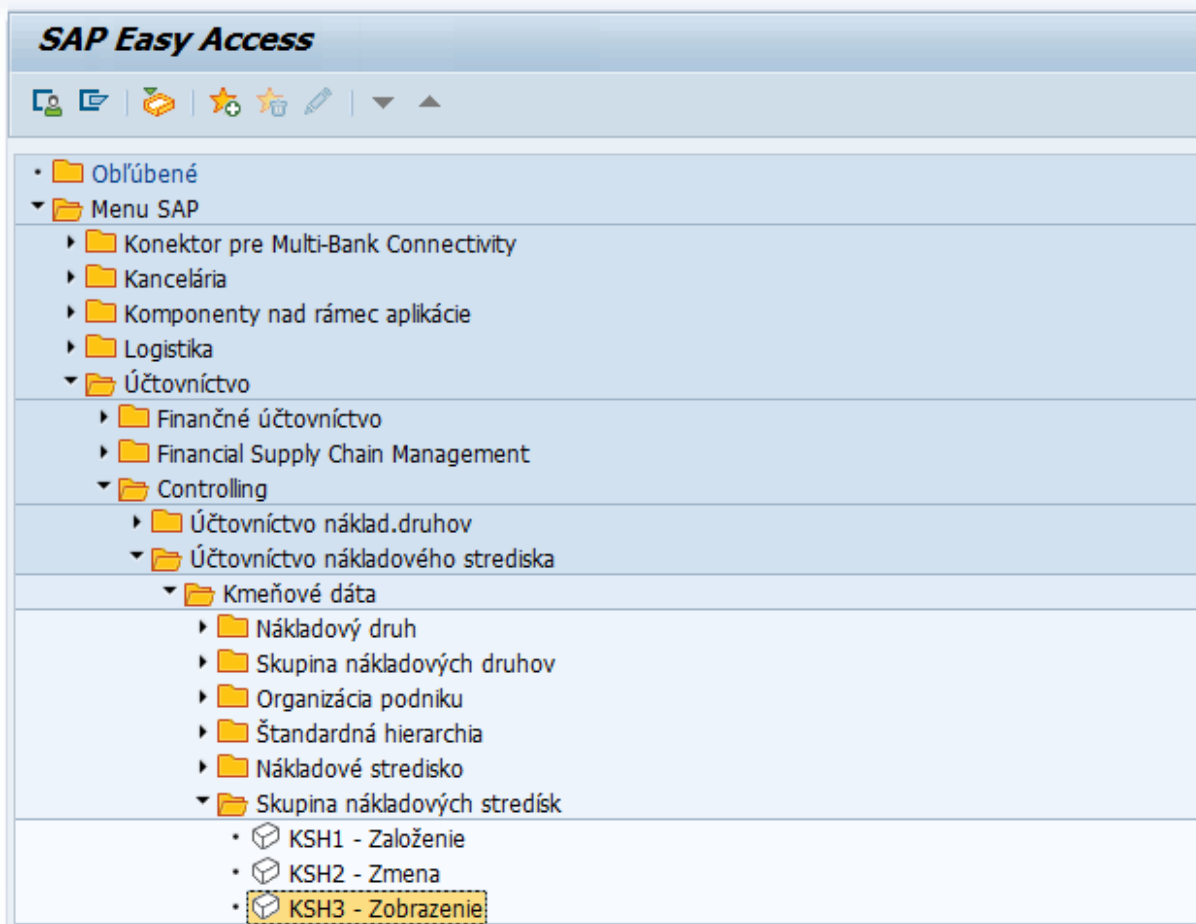 SAP Easy Access
Obľúbené
Menu SAP
Konektor pre Multi-Bank Connectivity
Kancelária
Komponenty nad rámec aplikácie
Logistika
Účtovníctvo
Finančné účtovníctvo
Financial Supply Chain Management
Controlling
Účtovníctvo náklad.druhov
Účtovníctvo nákladového strediska
Kmeňové dáta
Nákladový druh
Skupina nákladových druhov
Organizácia podniku
Štandardná hierarchia
Nákladové stredisko
Skupina nákladových stredísk
KSH1 - Založenie
KSH2 - Zmena
KSH3 - Zobrazenie